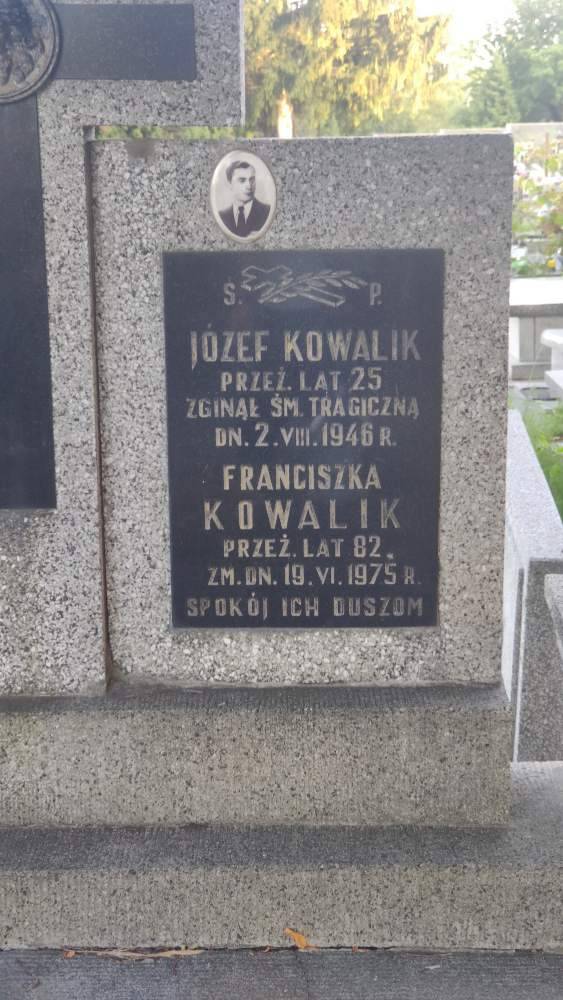 Ś. P.
JÓZEF KOWALIK
PRZEŻ. LAT 25
ZGINĄŁ ŚM. TRAGICZNĄ
DN. 2.VIII.1946 R.
FRANCISZKA
KOWALIK
PRZEŻ. LAT 82.
ZM. DN. 19.VI.1975 R.
SPOKÓJ ICH DUSZOM